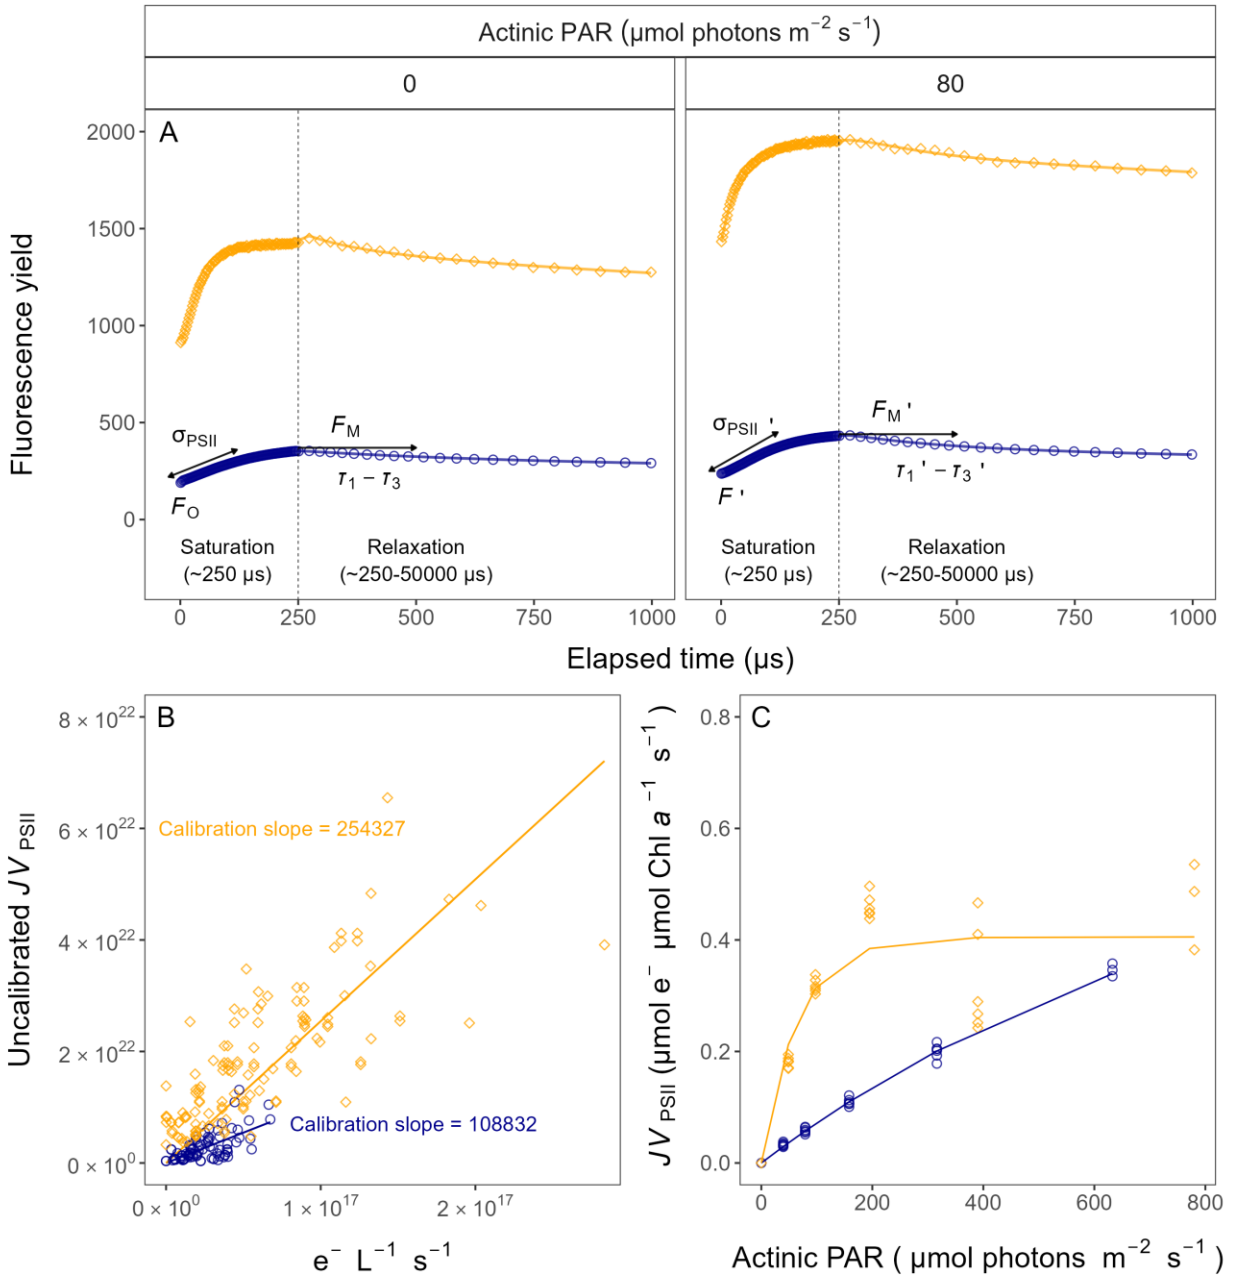 Actinic PAR (µmol photons m⁻² s⁻¹)
0
80
A
Fluorescence yield
2000
1500
1000
500
0
σPSII
FM
FO
τ1 − τ3
Saturation
(~250 µs)
Relaxation
(~250-50000 µs)
σPSII '
FM '
F '
τ1 ' − τ3 '
Saturation
(~250 µs)
Relaxation
(~250-50000 µs)
0 250 500 750 1000
0 250 500 750 1000
Elapsed time (µs)
B
Uncalibrated JVPSII
8 × 10²²
6 × 10²²
4 × 10²²
2 × 10²²
0 × 10⁰
Calibration slope = 254327
Calibration slope = 108832
0 × 10⁰ 1 × 10¹⁷ 2 × 10¹⁷
e⁻ L⁻¹ s⁻¹
C
JVPSII (µmol e⁻ µmol Chl a⁻¹ s⁻¹)
0.8
0.6
0.4
0.2
0.0
0 200 400 600 800
Actinic PAR ( µmol photons m⁻² s⁻¹ )